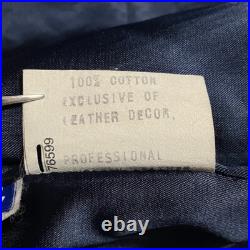 100% COTTON
EXCLUSIVE OF
LEATHER DECOR.
PROFESSIONAL
76599